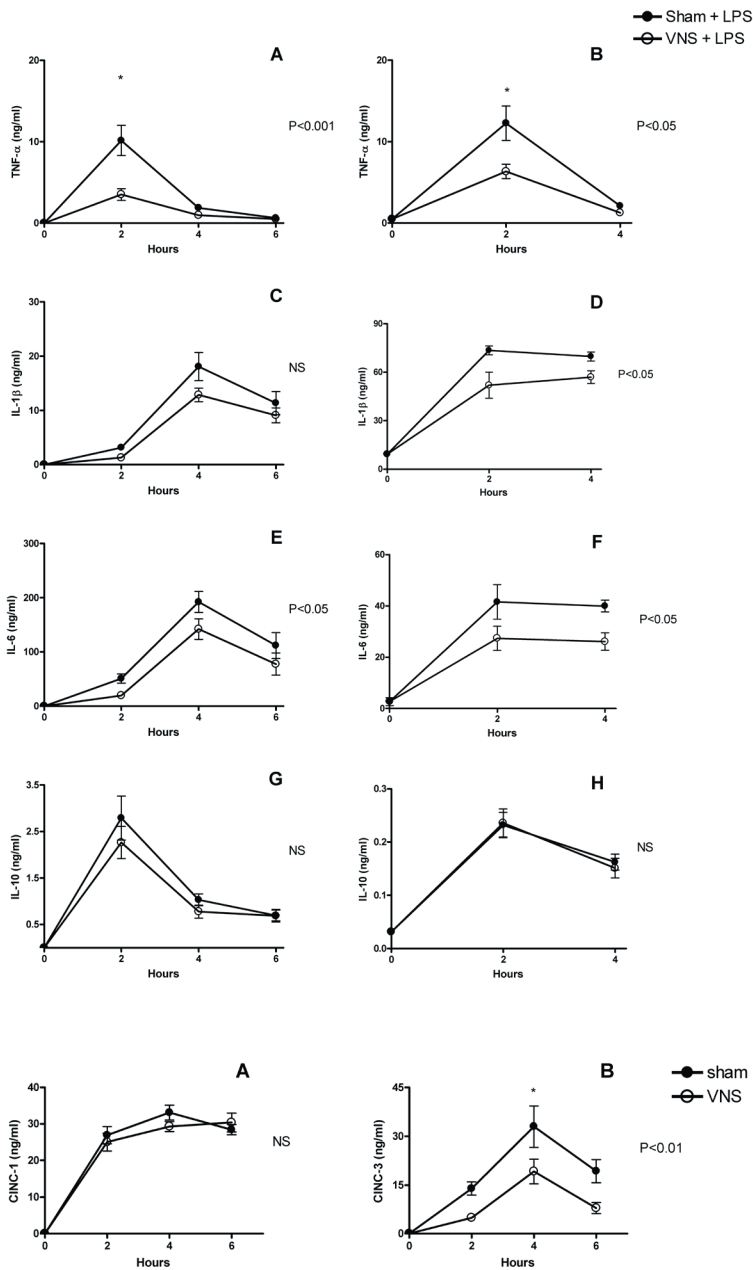 Sham + LPS
VNS + LPS
A
TNF-α (ng/ml)
20
10
0
*
P<0.001
0 2 4 6
Hours
B
TNF-α (ng/ml)
20
10
0
*
P<0.05
0 2 4
Hours
C
IL-1β (ng/ml)
30
20
10
0
NS
0 2 4 6
Hours
D
IL-1β (ng/ml)
90
60
30
0
P<0.05
0 2 4
Hours
E
IL-6 (ng/ml)
300
200
100
0
P<0.05
0 2 4 6
Hours
F
IL-6 (ng/ml)
60
40
20
0
P<0.05
0 2 4
Hours
G
IL-10 (ng/ml)
3.5
2.5
1.5
0.5
NS
0 2 4 6
Hours
H
IL-10 (ng/ml)
0.3
0.2
0.1
0.0
NS
0 2 4
Hours
A
CINC-1 (ng/ml)
40
30
20
10
0
NS
0 2 4 6
Hours
sham
VNS
B
CINC-3 (ng/ml)
45
30
15
0
*
P<0.01
0 2 4 6
Hours